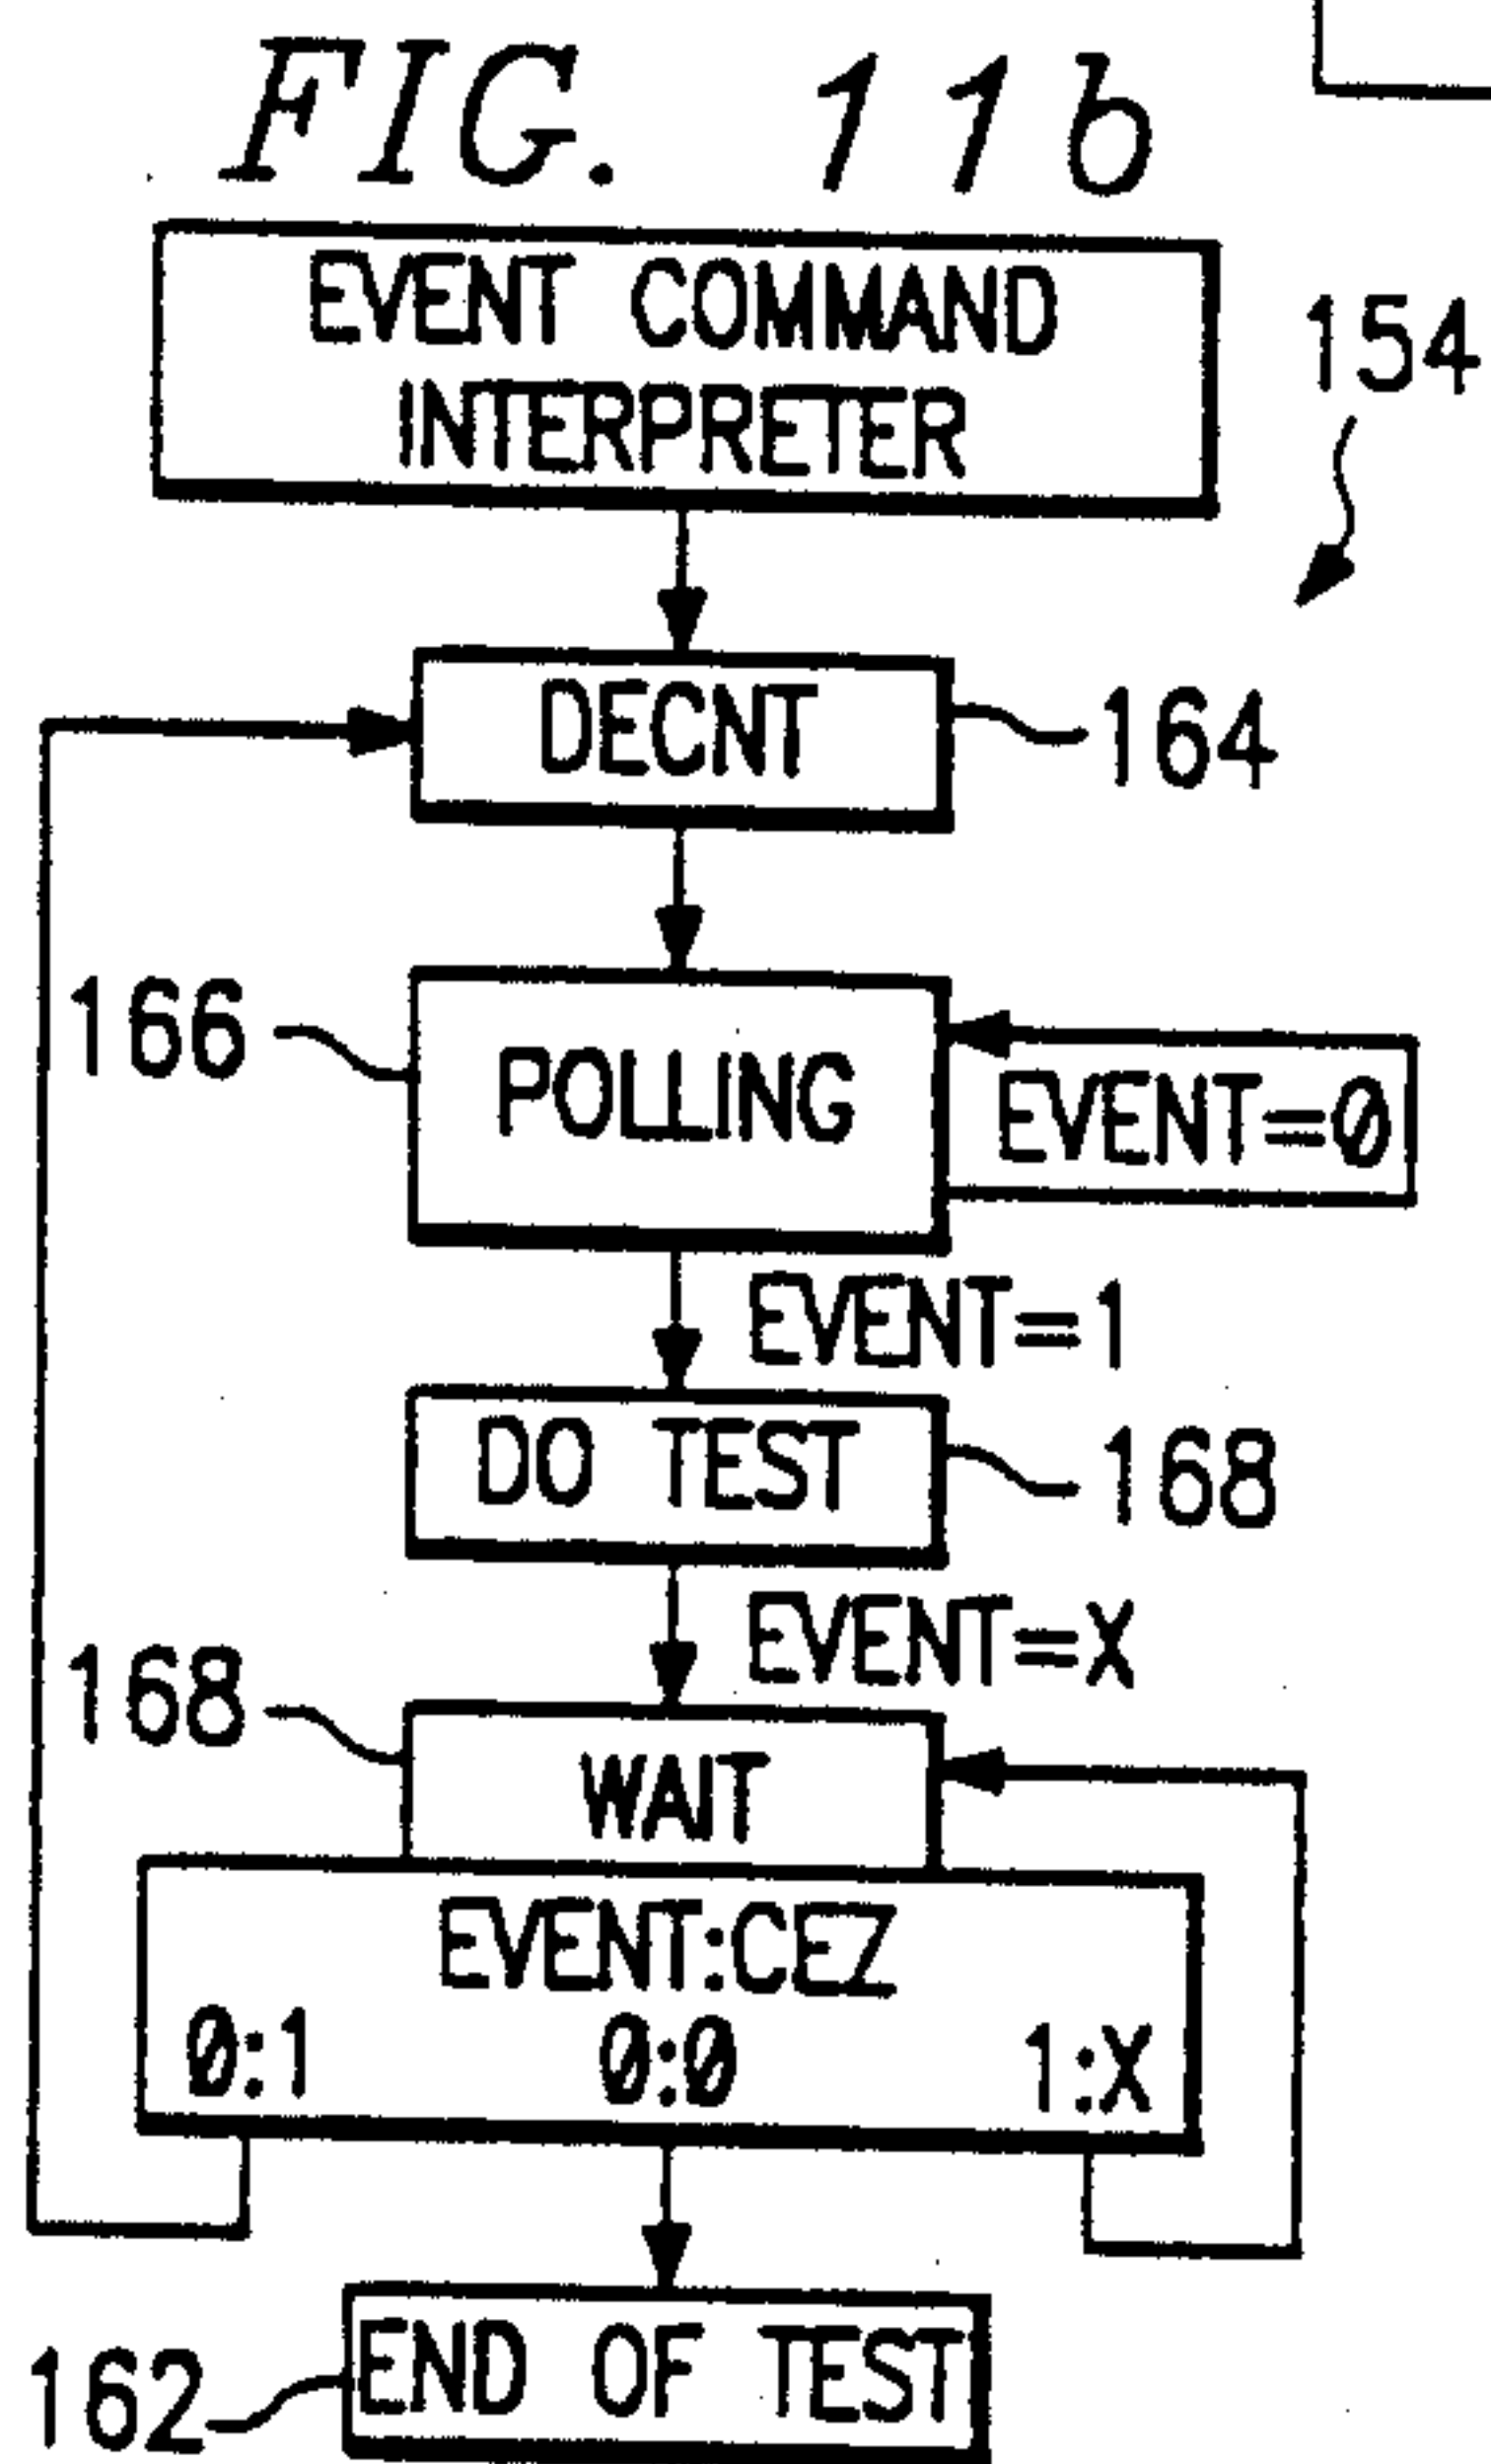 FIG. 11b
EVENT COMMAND
INTERPRETER
154
DECNT
164
166
POLLING
EVENT=0
EVENT=1
DO TEST
168
EVENT=X
168
WAIT
EVENT:CEZ
0:1 0:0 1:X
END OF TEST
162